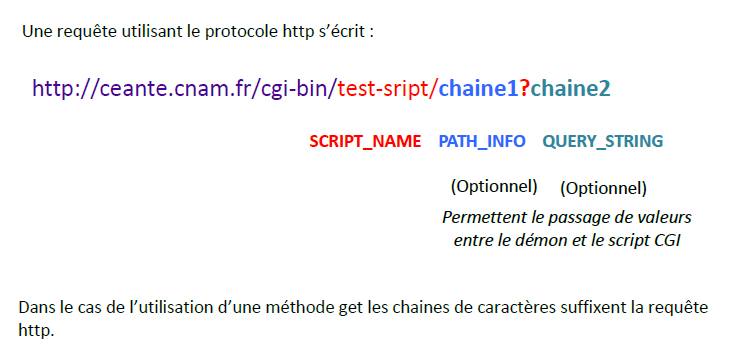 Une requête utilisant le protocole http s'écrit :
http://ceante.cnam.fr/cgi-bin/test-sript/chaine1?chaine2
SCRIPT_NAME PATH_INFO QUERY_STRING
(Optionnel) (Optionnel)
Permettent le passage de valeurs
entre le démon et le script CGI
Dans le cas de l'utilisation d'une méthode get les chaines de caractères suffixent la requête
http.